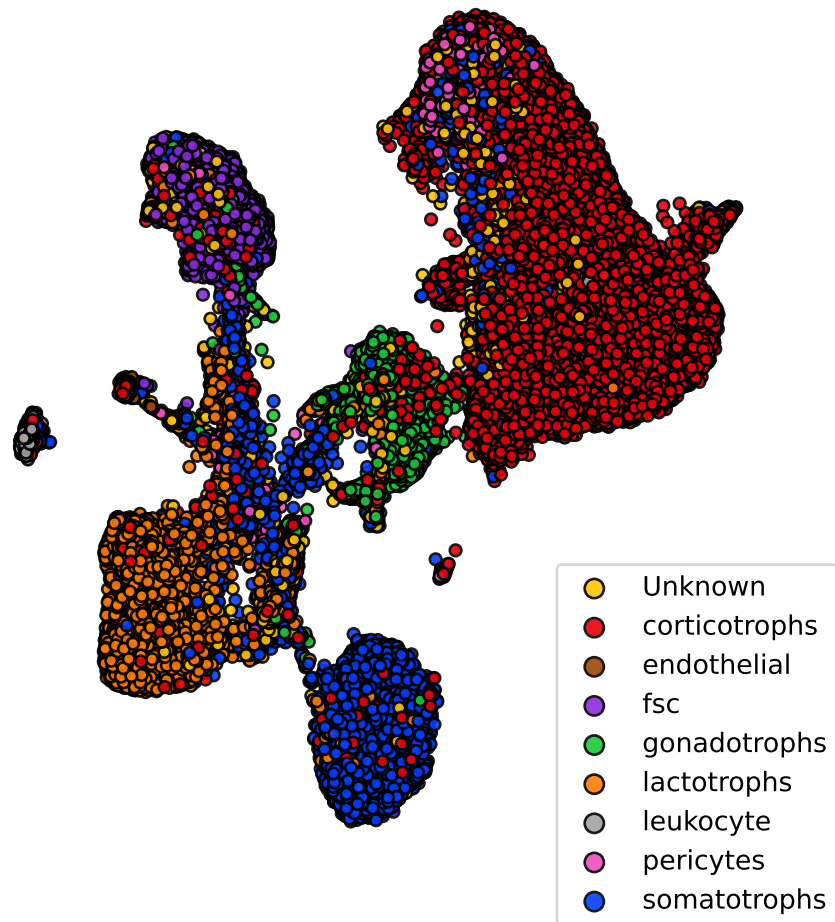 Unknown
corticotrophs
endothelial
fsc
gonadotrophs
lactotrophs
leukocyte
pericytes
somatotrophs